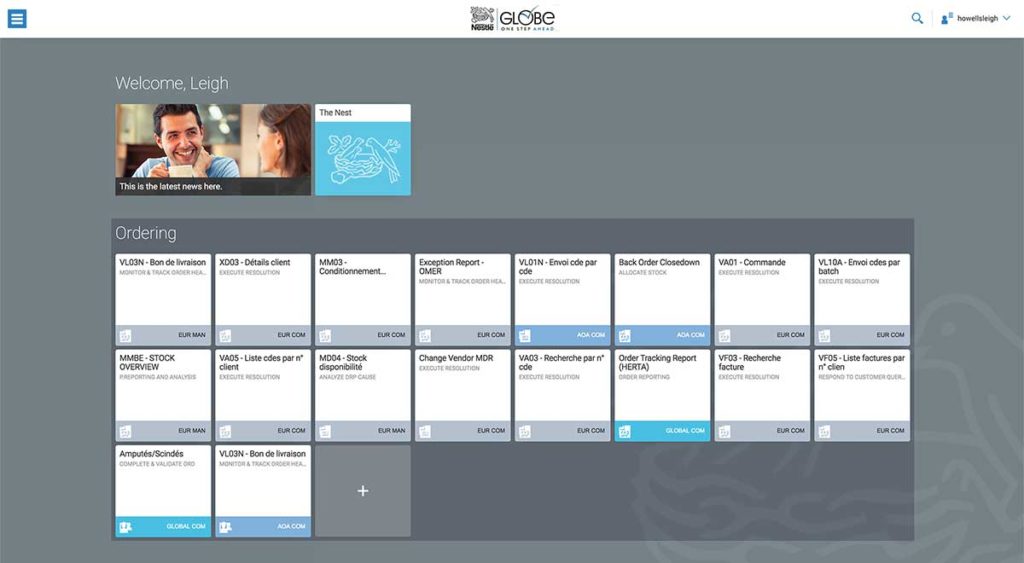 Nestlé
GLOBE
ONE STEP AHEAD
howellsleigh
Welcome, Leigh
This is the latest news here.
The Nest
Ordering
VL03N - Bon de livraison
MONITOR & TRACK ORDER HEA...
EUR MAN
XD03 - Détails client
EXECUTE RESOLUTION
EUR COM
MM03 -
Conditionnement...
EUR COM
Exception Report -
OMER
MONITOR & TRACK ORDER HEA...
EUR COM
VL01N - Envoi cde par
cde
EXECUTE RESOLUTION
AOA COM
Back Order Closedown
ALLOCATE STOCK
AOA COM
VA01 - Commande
EXECUTE RESOLUTION
EUR COM
VL10A - Envoi cdes par
batch
EXECUTE RESOLUTION
EUR COM
MMBE - STOCK
OVERVIEW
P.REPORTING AND ANALYSIS
EUR MAN
VA05 - Liste cdes par n°
client
EXECUTE RESOLUTION
EUR COM
MD04 - Stock
disponibilité
ANALYZE DRP CAUSE
EUR MAN
Change Vendor MDR
EXECUTE RESOLUTION
EUR COM
VA03 - Recherche par n°
cde
EXECUTE RESOLUTION
EUR COM
Order Tracking Report
(HERTA)
ORDER REPORTING
GLOBAL COM
VF03 - Recherche
facture
EXECUTE RESOLUTION
EUR COM
VF05 - Liste factures par
n° clien
RESPOND TO CUSTOMER QUER...
EUR COM
Amputés/Scindés
COMPLETE & VALIDATE ORD
GLOBAL COM
VL03N - Bon de livraison
MONITOR & TRACK ORDER HEA...
AOA COM
+